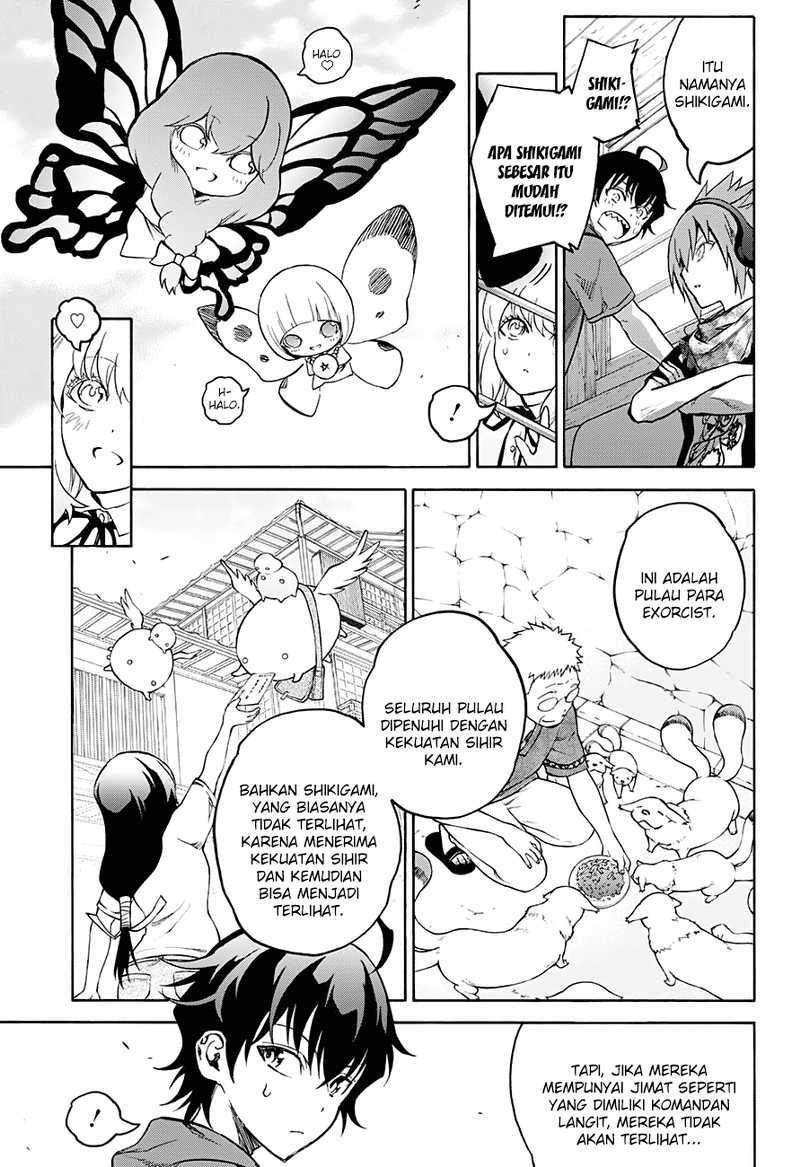 ITU
NAMANYA
SHIKIGAMI.
SHIKI-
GAMI!?
APA SHIKIGAMI
SEBESAR ITU
MUDAH
DITEMUI!?
!
HALO
♡
H-
HALO.
♡
INI ADALAH
PULAU PARA
EXORCIST.
SELURUH PULAU
DIPENUHI DENGAN
KEKUATAN SIHIR
KAMI.
BAHKAN SHIKIGAMI,
YANG BIASANYA
TIDAK TERLIHAT,
KARENA MENERIMA
KEKUATAN SIHIR
DAN KEMUDIAN
BISA MENJADI
TERLIHAT.
TAPI, JIKA MEREKA
MEMPUNYAI JIMAT SEPERTI
YANG DIMILIKI KOMANDAN
LANGIT, MEREKA TIDAK
AKAN TERLIHAT...
!